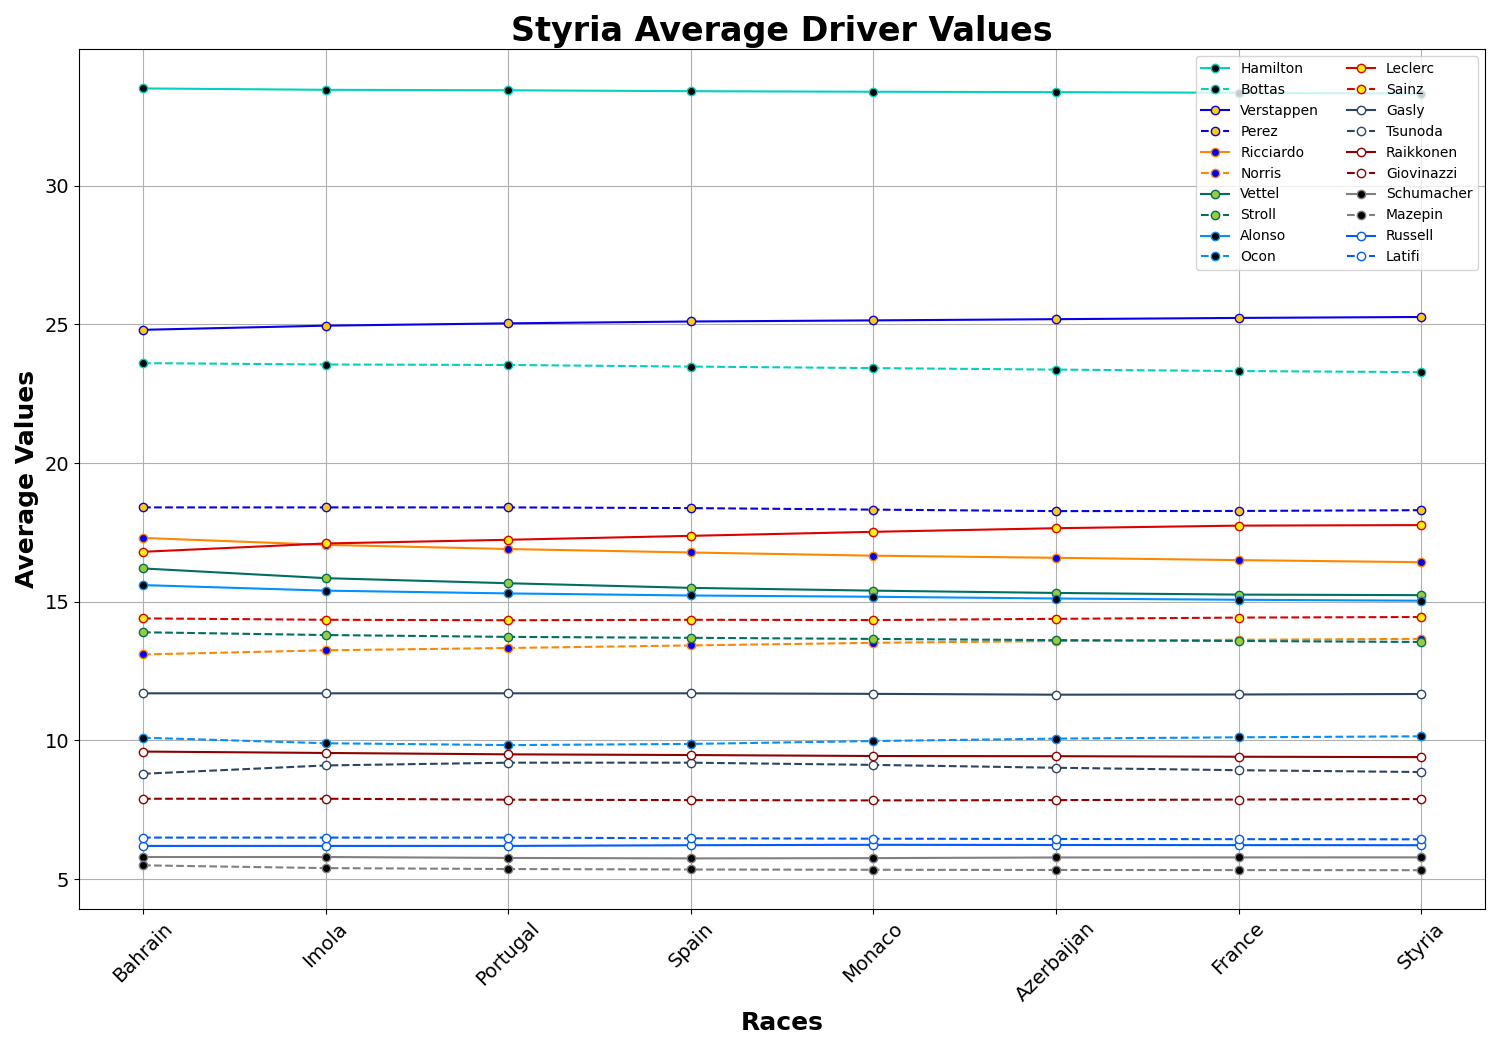 Styria Average Driver Values
Hamilton
Bottas
Verstappen
Perez
Ricciardo
Norris
Vettel
Stroll
Alonso
Ocon
Leclerc
Sainz
Gasly
Tsunoda
Raikkonen
Giovinazzi
Schumacher
Mazepin
Russell
Latifi
Average Values
30
25
20
15
10
5
Bahrain
Imola
Portugal
Spain
Monaco
Azerbaijan
France
Styria
Races